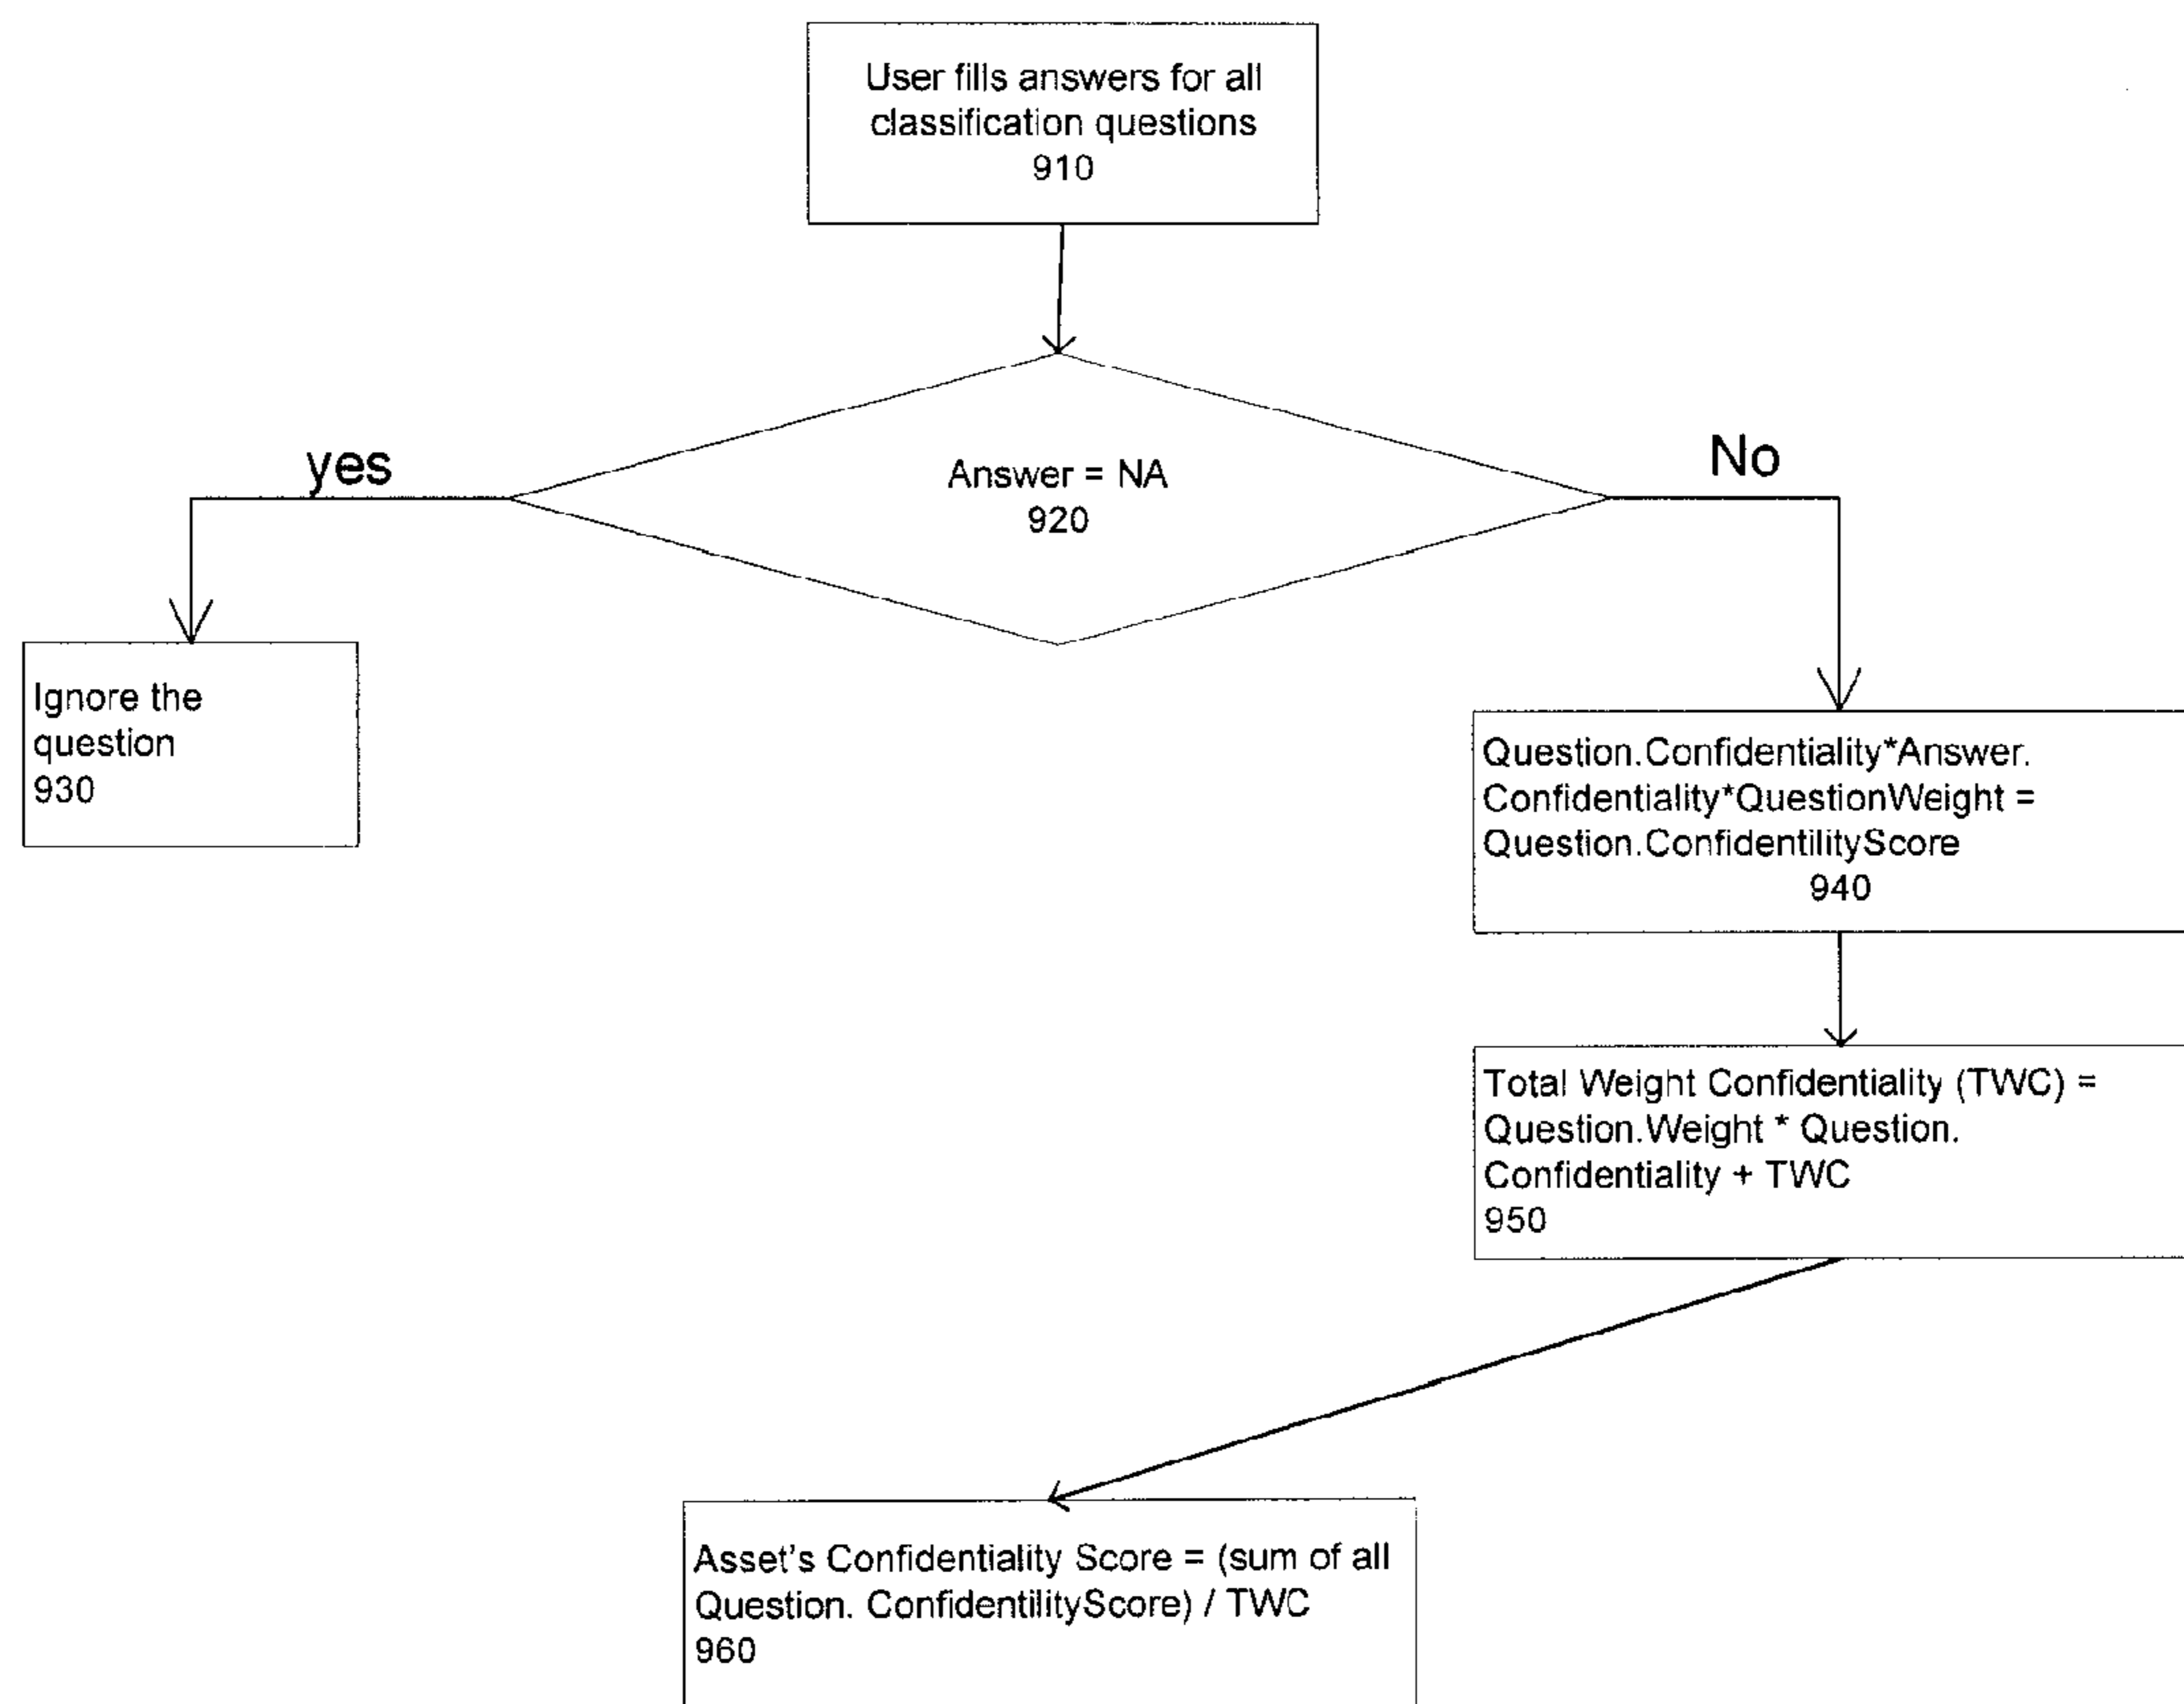 User fills answers for all
classification questions
910
yes
No
Answer = NA
920
Ignore the
question
930
Question.Confidentiality*Answer.
Confidentiality*QuestionWeight =
Question.ConfidentilityScore
940
Total Weight Confidentiality (TWC) =
Question.Weight * Question.
Confidentiality + TWC
950
Asset's Confidentiality Score = (sum of all
Question. ConfidentilityScore) / TWC
960